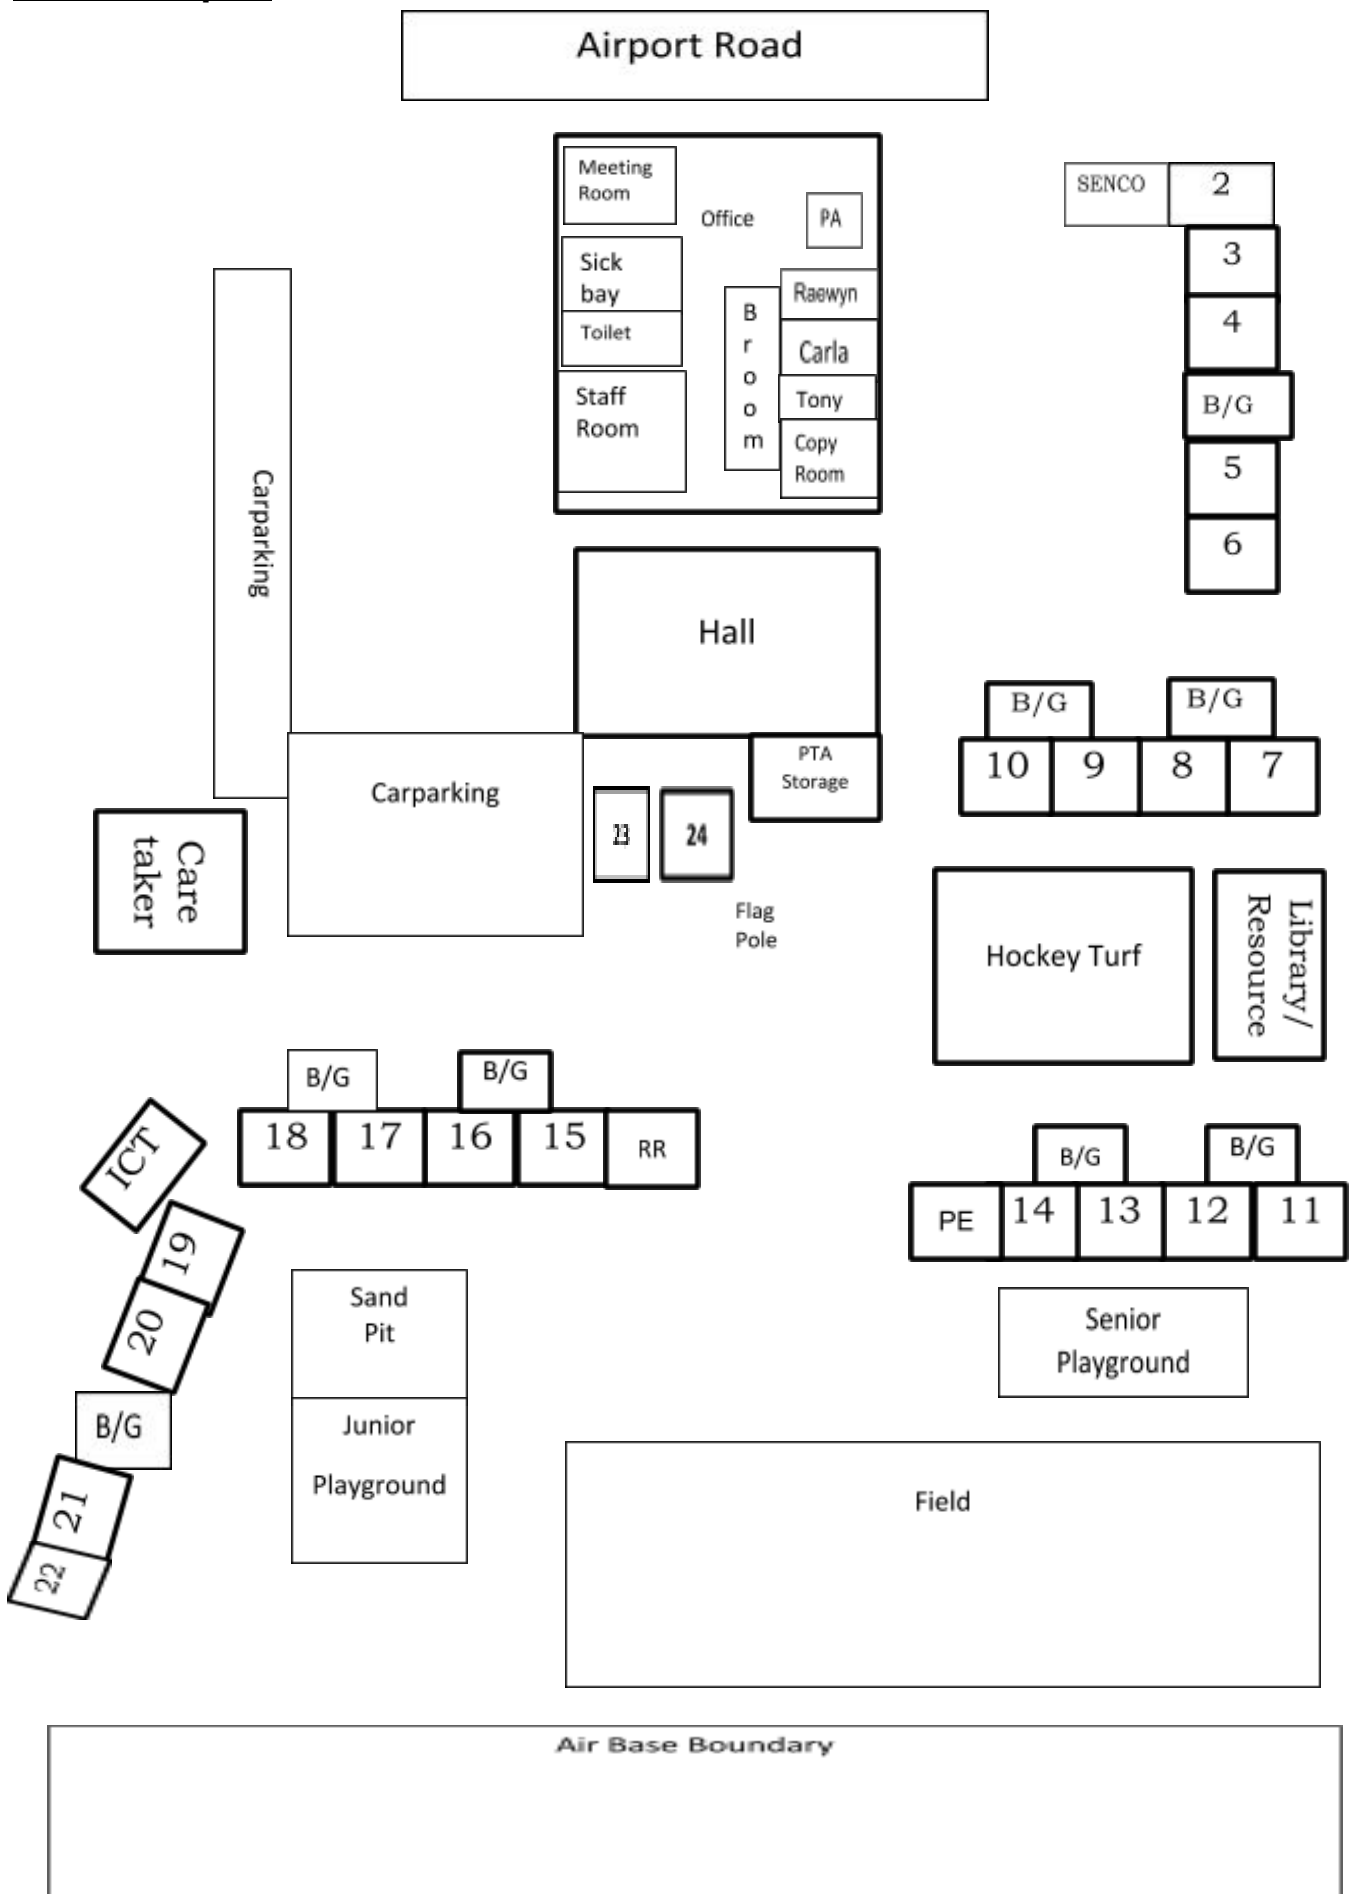 Airport Road
Meeting
Room
Office
PA
SENCO
2
Sick
bay
Toilet
Staff
Room
B
r
o
o
m
Raewyn
Carla
Tony
Copy
Room
3
4
B/G
5
6
Carparking
Hall
PTA
Storage
Carparking
23
24
Flag
Pole
Care
taker
B/G
B/G
10
9
8
7
Hockey Turf
Library/
Resource
B/G
B/G
18
17
16
15
RR
B/G
B/G
PE
14
13
12
11
ICT
19
20
B/G
21
22
Sand
Pit
Junior
Playground
Senior
Playground
Field
Air Base Boundary